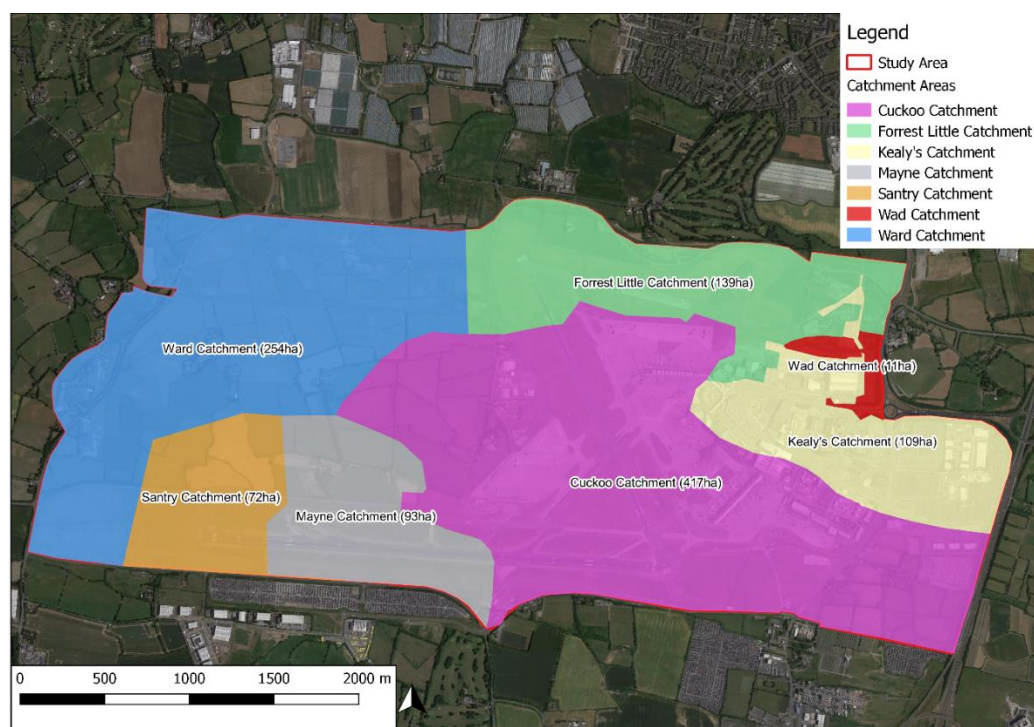 Legend
Study Area
Catchment Areas
Cuckoo Catchment
Forrest Little Catchment
Kealy's Catchment
Mayne Catchment
Santry Catchment
Wad Catchment
Ward Catchment
Forrest Little Catchment (139ha)
Ward Catchment (254ha)
Wad Catchment (11ha)
Kealy's Catchment (109ha)
Cuckoo Catchment (417ha)
Santry Catchment (72ha)
Mayne Catchment (93ha)
0 500 1000 1500 2000 m